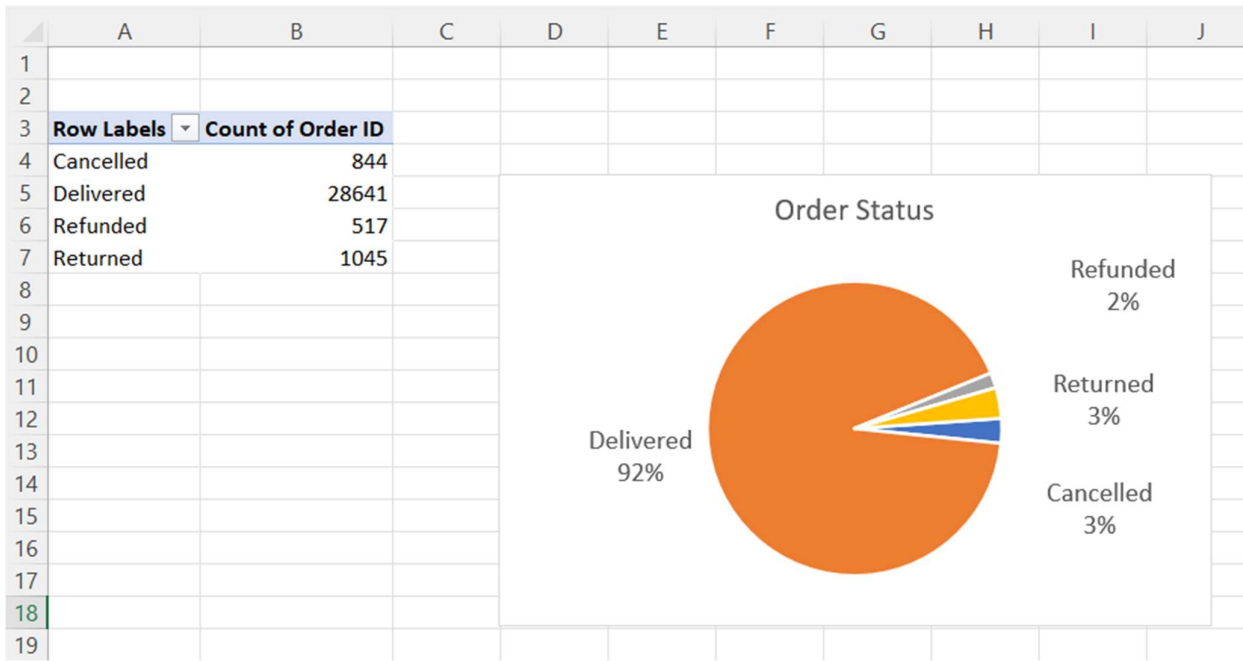 A B C D E F G H I J
1
2
3 Row Labels Count of Order ID
4 Cancelled 844
5 Delivered 28641
6 Refunded 517
7 Returned 1045
8
9
10
11
12
13
14
15
16
17
18
19
Order Status
Refunded
2%
Returned
3%
Delivered
92%
Cancelled
3%